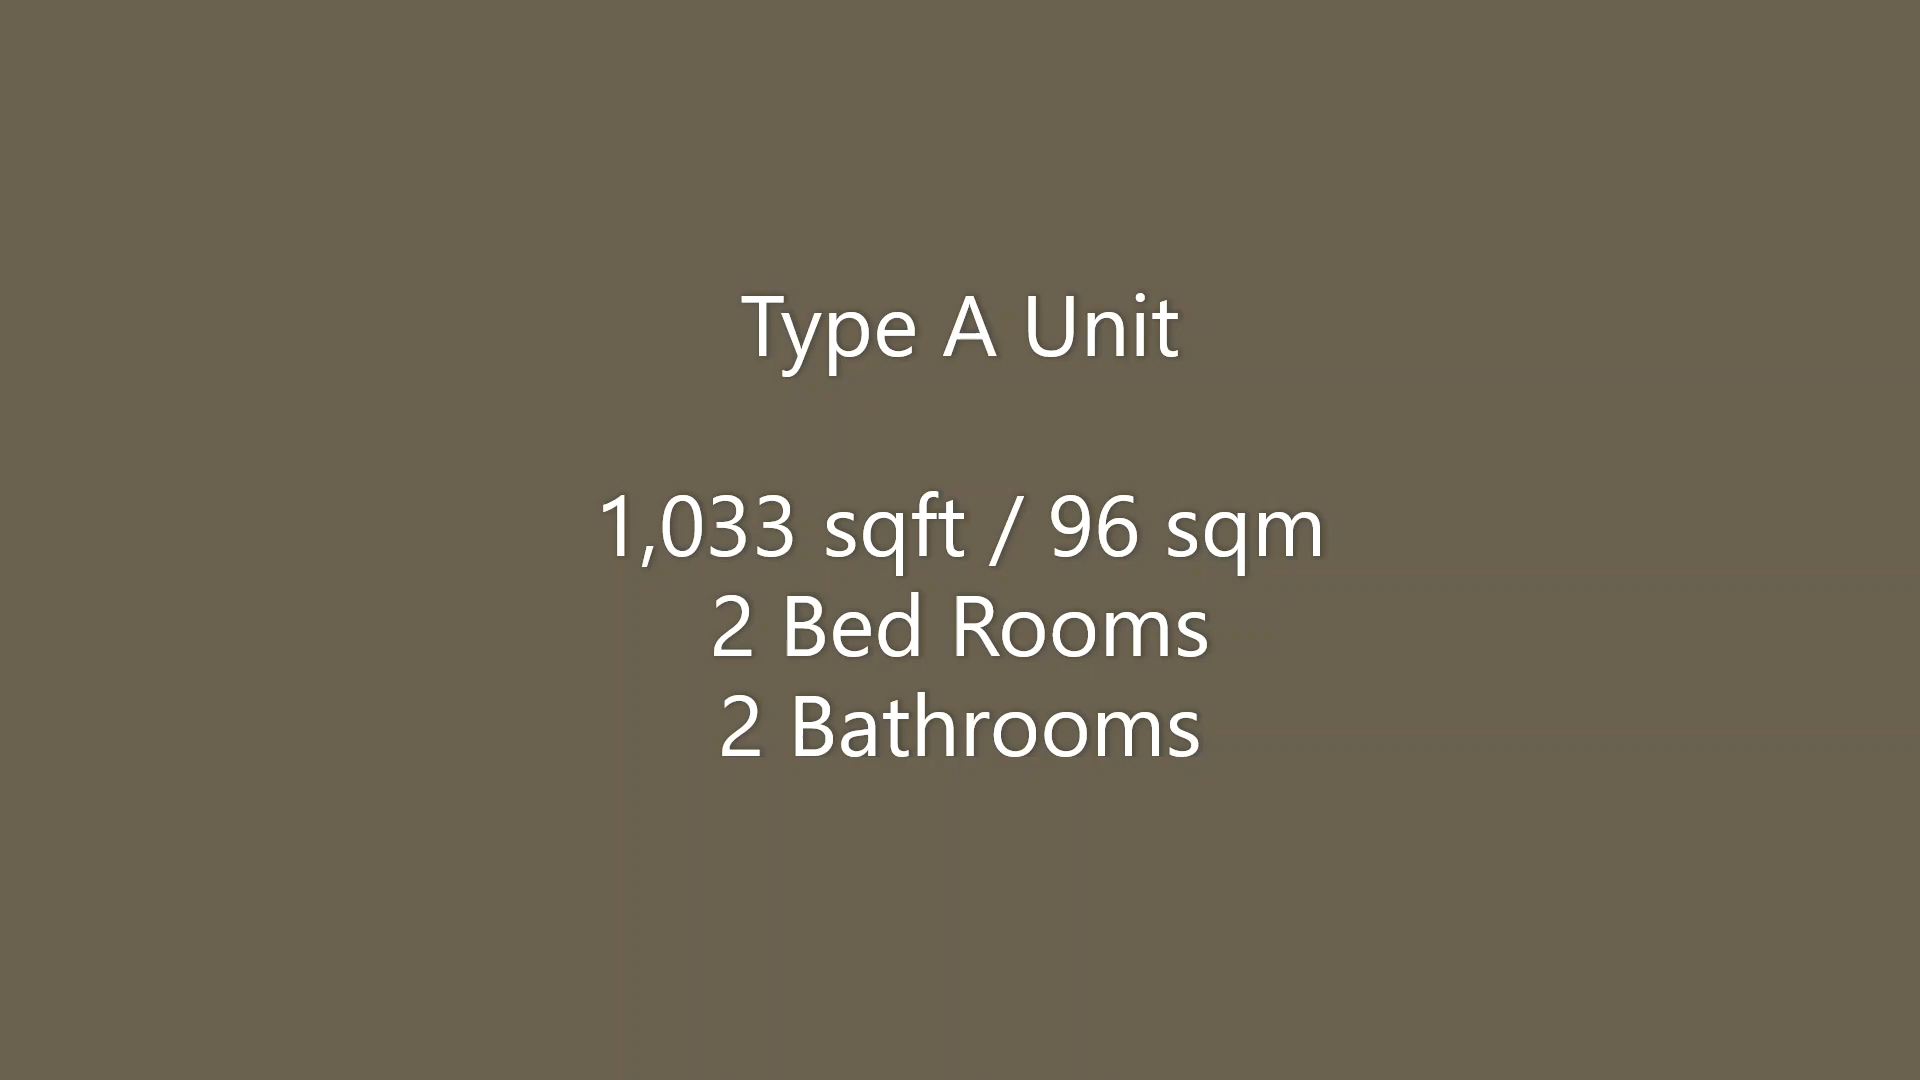 Type A Unit
1,033 sqft / 96 sqm
2 Bed Rooms
2 Bathrooms